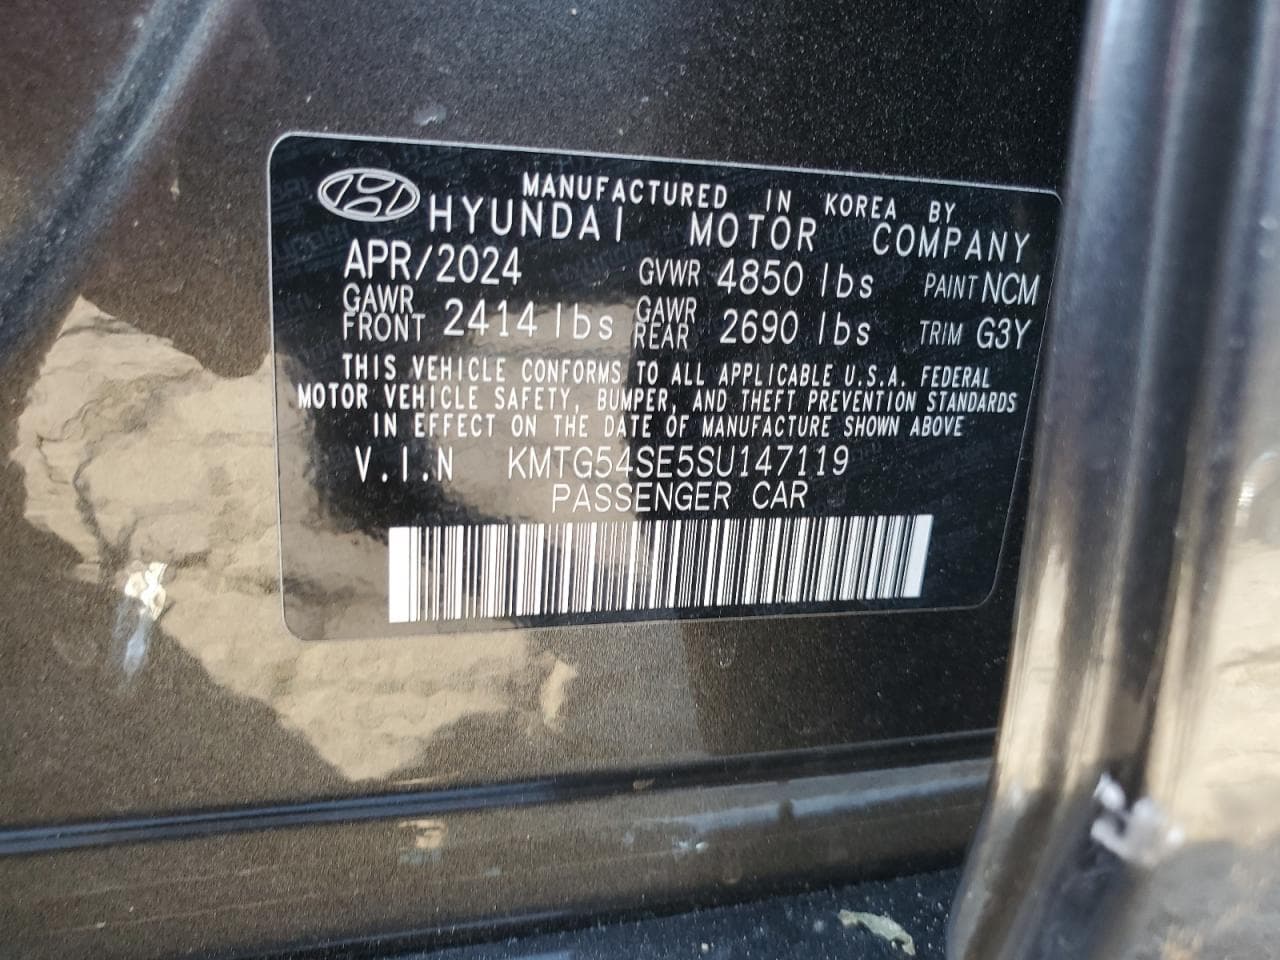 MANUFACTURED IN KOREA BY
HYUNDAI MOTOR COMPANY
APR/2024 GVWR 4850 lbs PAINT NCM
GAWR FRONT 2414 lbs GAWR REAR 2690 lbs TRIM G3Y
THIS VEHICLE CONFORMS TO ALL APPLICABLE U.S.A. FEDERAL
MOTOR VEHICLE SAFETY, BUMPER, AND THEFT PREVENTION STANDARDS
IN EFFECT ON THE DATE OF MANUFACTURE SHOWN ABOVE
V.I.N KMTG54SE5SU147119
PASSENGER CAR